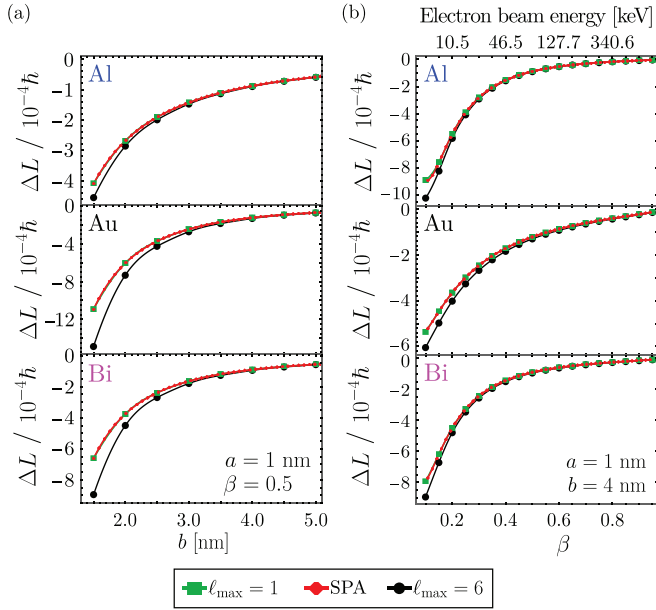 (a)
(b)
Electron beam energy [keV]
10.5 46.5 127.7 340.6
0
−1
−2
−3
−4
ΔL / 10⁻⁴ħ
Al
0
−4
−8
−12
ΔL / 10⁻⁴ħ
Au
0
−2
−4
−6
−8
ΔL / 10⁻⁴ħ
Bi
a = 1 nm
β = 0.5
2.0 3.0 4.0 5.0
b [nm]
0
−2
−4
−6
−8
−10
ΔL / 10⁻⁴ħ
Al
0
−2
−4
−6
ΔL / 10⁻⁴ħ
Au
0
−2
−4
−6
−8
ΔL / 10⁻⁴ħ
Bi
a = 1 nm
b = 4 nm
0.2 0.4 0.6 0.8
β
ℓmax = 1 SPA ℓmax = 6